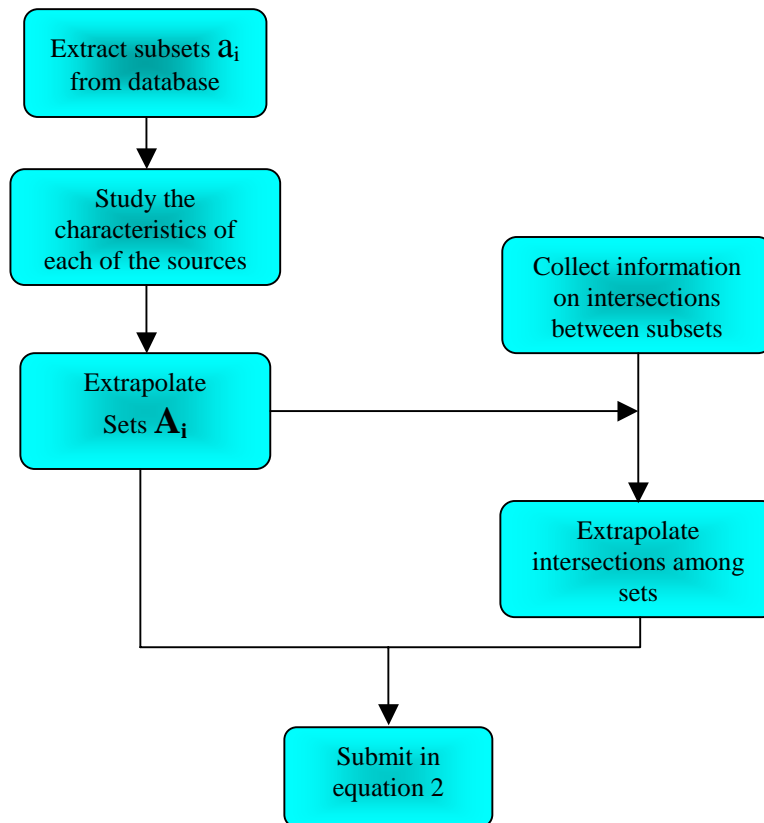 Extract subsets aᵢ
from database
Study the
characteristics of
each of the sources
Collect information
on intersections
between subsets
Extrapolate
Sets Aᵢ
Extrapolate
intersections among
sets
Submit in
equation 2